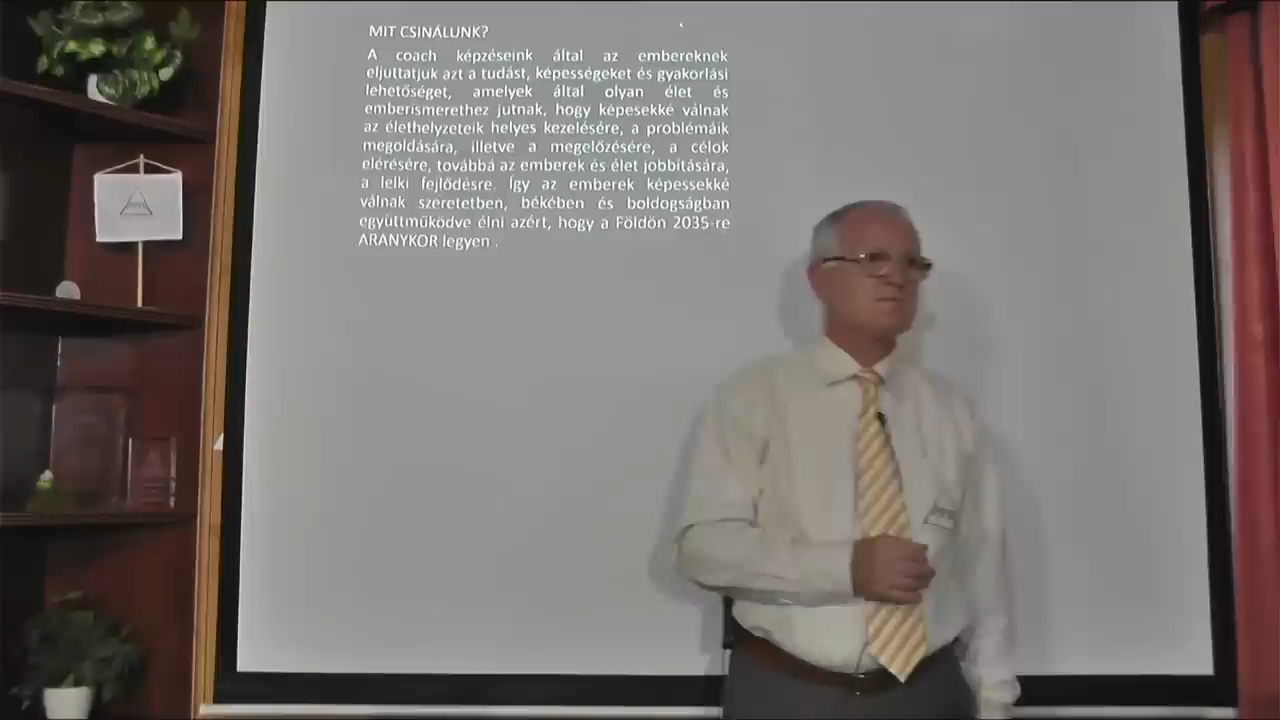 MIT CSINÁLUNK?
A coach képzéseink által az embereknek
eljuttatjuk azt a tudást, képességeket és gyakorlási
lehetőséget, amelyek által olyan élet és
emberismerethez jutnak, hogy képesekké válnak
az élethelyzeteik helyes kezelésére, a problémáik
megoldására, illetve a megelőzésére, a célok
elérésére, továbbá az emberek és élet jobbítására,
a lelki fejlődésre. Így az emberek képessekké
válnak szeretetben, békében és boldogságban
együttműködve élni azért, hogy a Földön 2035-re
ARANYKOR legyen .